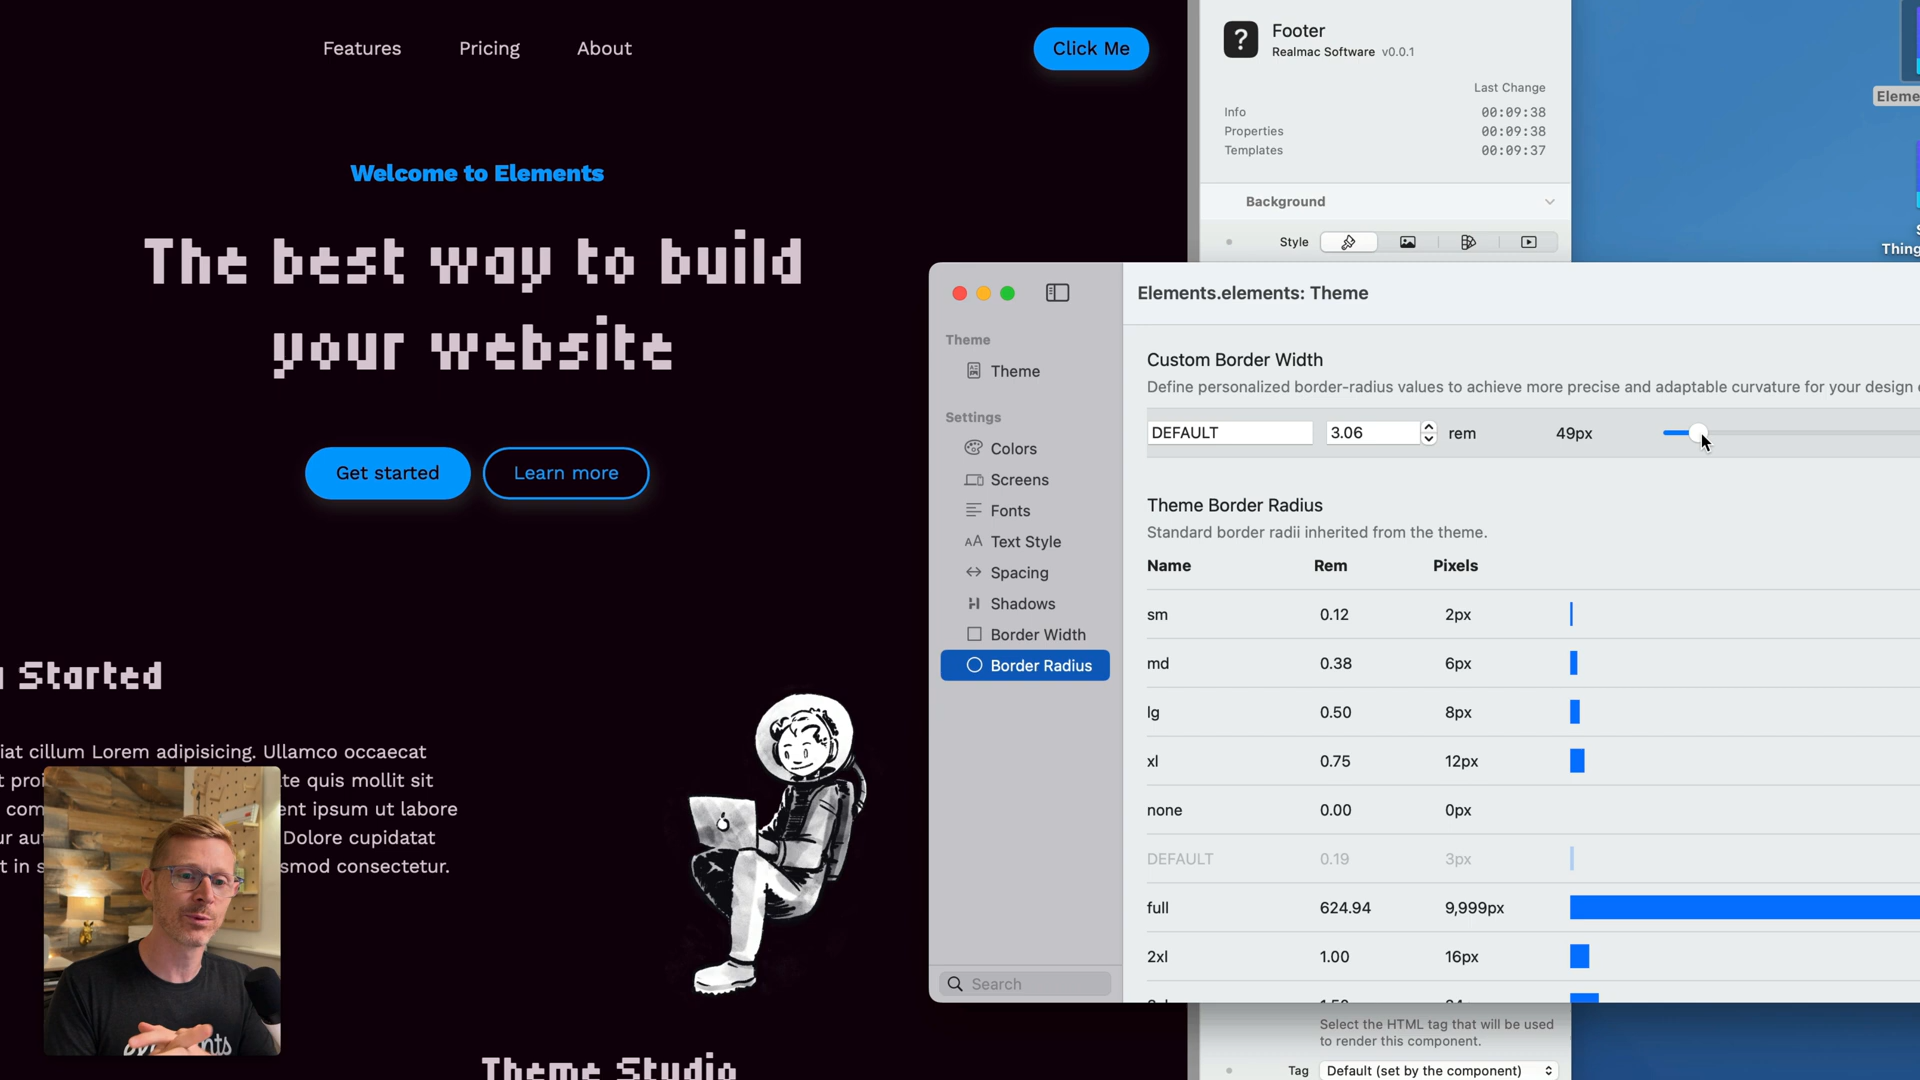 Features
Pricing
About
Click Me
Welcome to Elements
The best way to build
your website
Get started
Learn more
Started
iat cillum Lorem adipisicing. Ullamco occaecat
te quis mollit sit
com
ent ipsum ut labore
Dolore cupidatat
t in s
smod consectetur.
Theme Studio
Footer
Realmac Software v0.0.1
Last Change
Info 00:09:38
Properties 00:09:38
Templates 00:09:37
Background
Style
Elements.elements: Theme
Theme
Theme
Settings
Colors
Screens
Fonts
AA Text Style
Spacing
Shadows
Border Width
Border Radius
Search
Custom Border Width
Define personalized border-radius values to achieve more precise and adaptable curvature for your design
DEFAULT 3.06 rem 49px
Theme Border Radius
Standard border radii inherited from the theme.
Name Rem Pixels
sm 0.12 2px
md 0.38 6px
lg 0.50 8px
xl 0.75 12px
none 0.00 0px
DEFAULT 0.19 3px
full 624.94 9,999px
2xl 1.00 16px
Select the HTML tag that will be used
to render this component.
Tag Default (set by the component)
Eleme
Thing